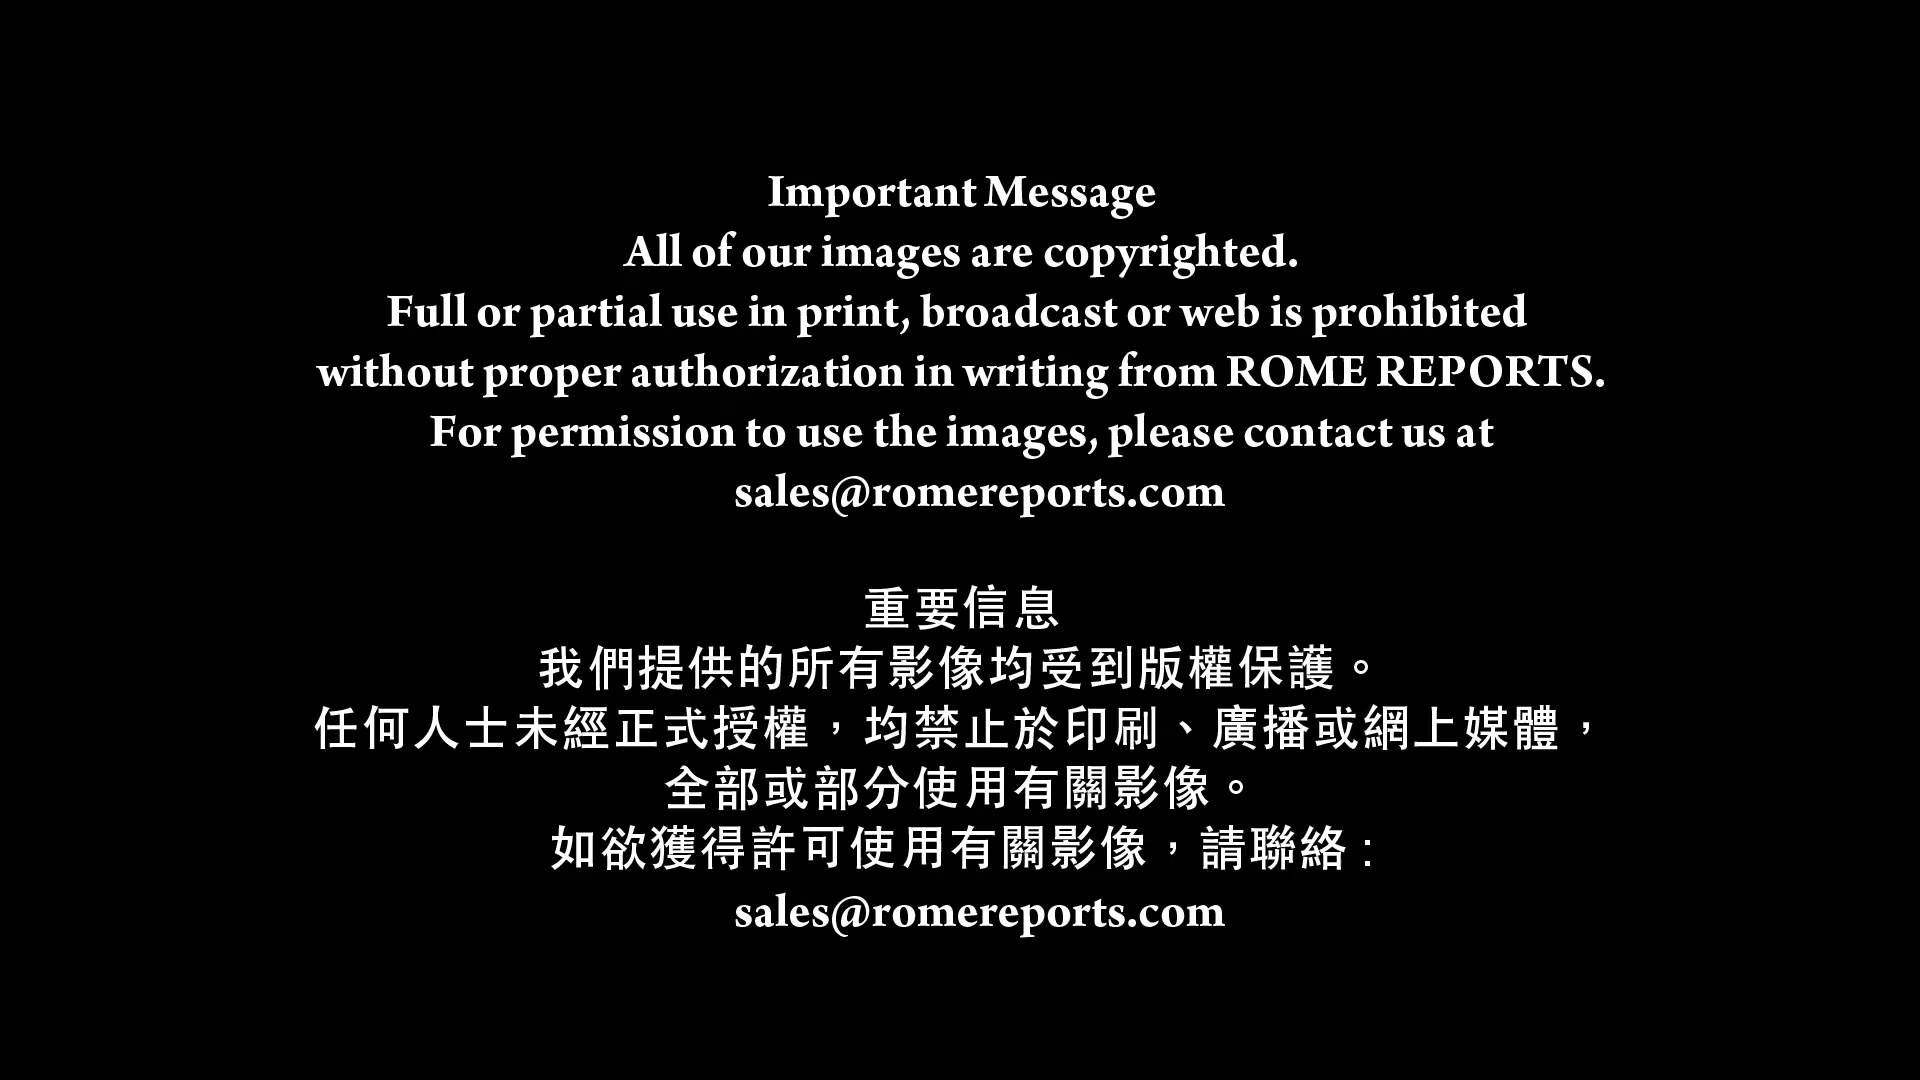 Important Message
All of our images are copyrighted.
Full or partial use in print, broadcast or web is prohibited
without proper authorization in writing from ROME REPORTS.
For permission to use the images, please contact us at
sales@romereports.com
重要信息
我們提供的所有影像均受到版權保護。
任何人士未經正式授權，均禁止於印刷、廣播或網上媒體，
全部或部分使用有關影像。
如欲獲得許可使用有關影像，請聯絡：
sales@romereports.com